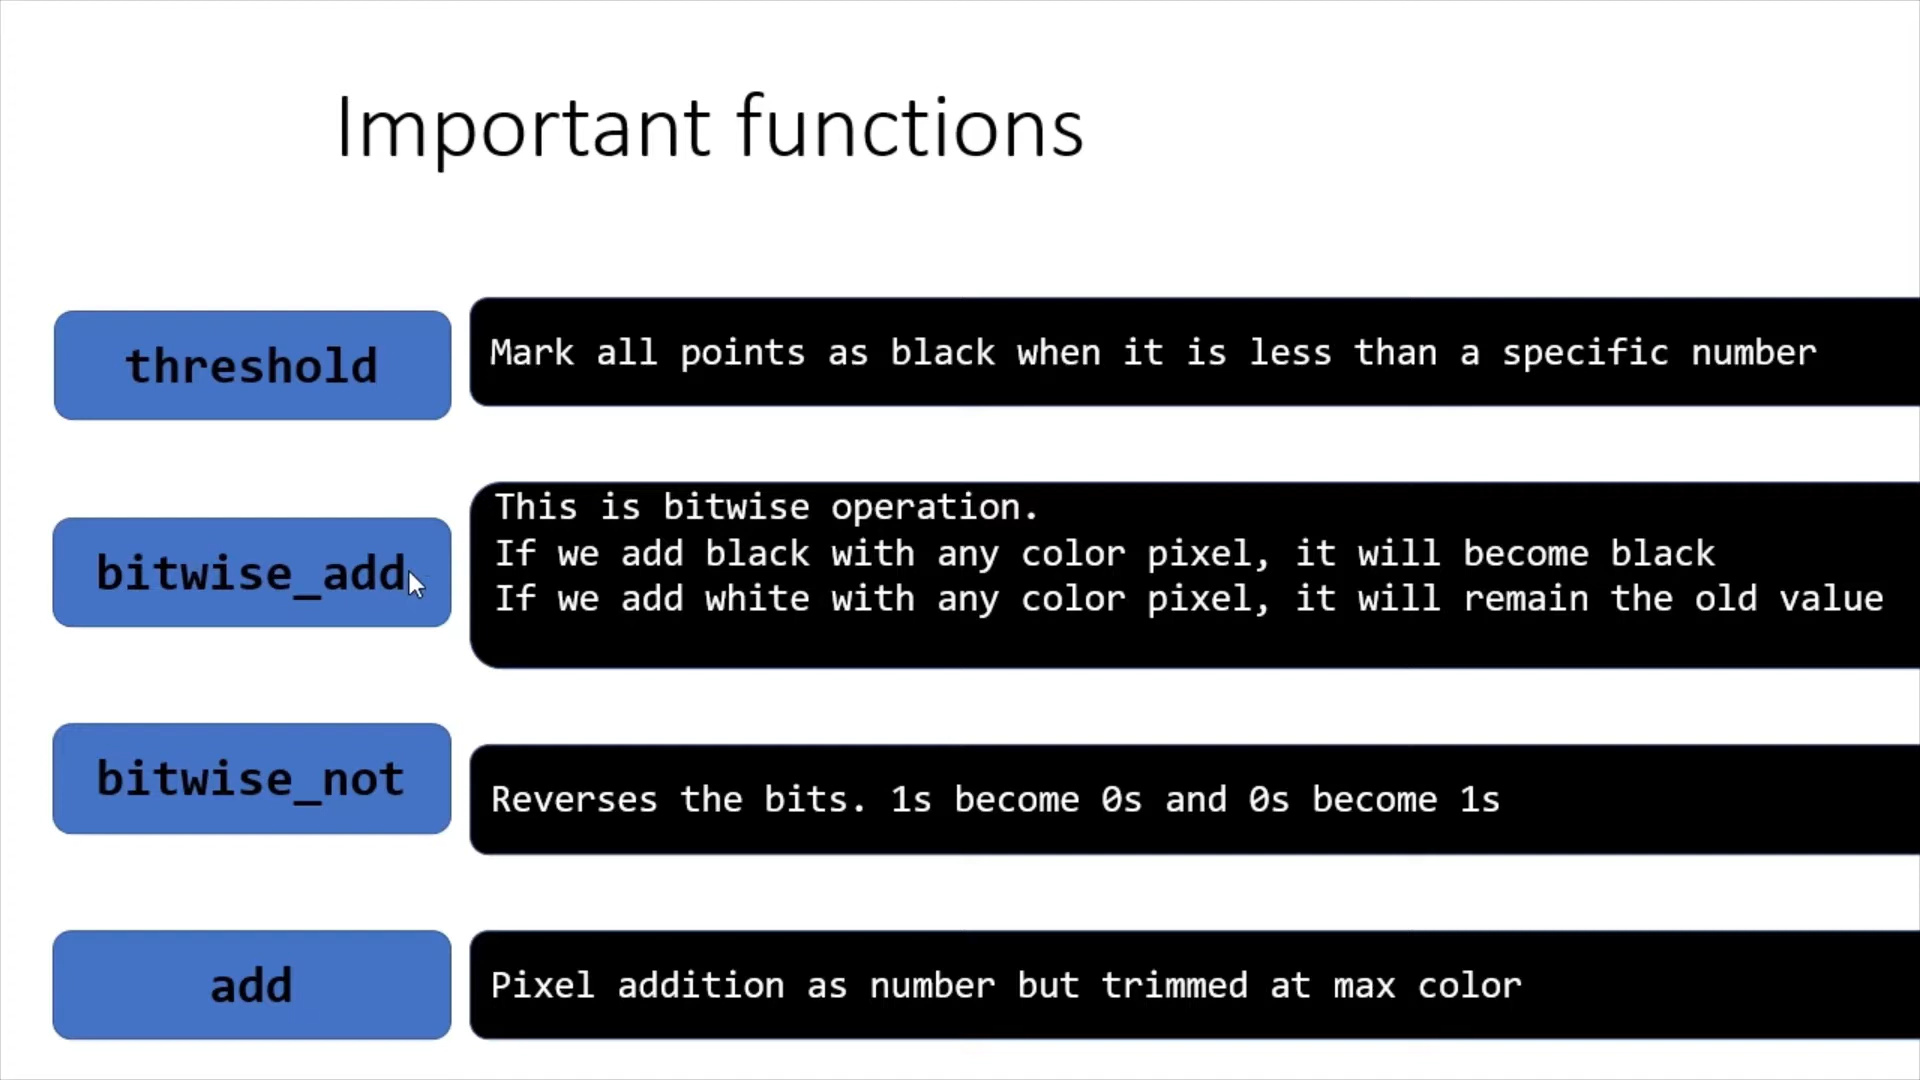 Important functions
threshold
Mark all points as black when it is less than a specific number
bitwise_add
This is bitwise operation.
If we add black with any color pixel, it will become black
If we add white with any color pixel, it will remain the old value
bitwise_not
Reverses the bits. 1s become 0s and 0s become 1s
add
Pixel addition as number but trimmed at max color